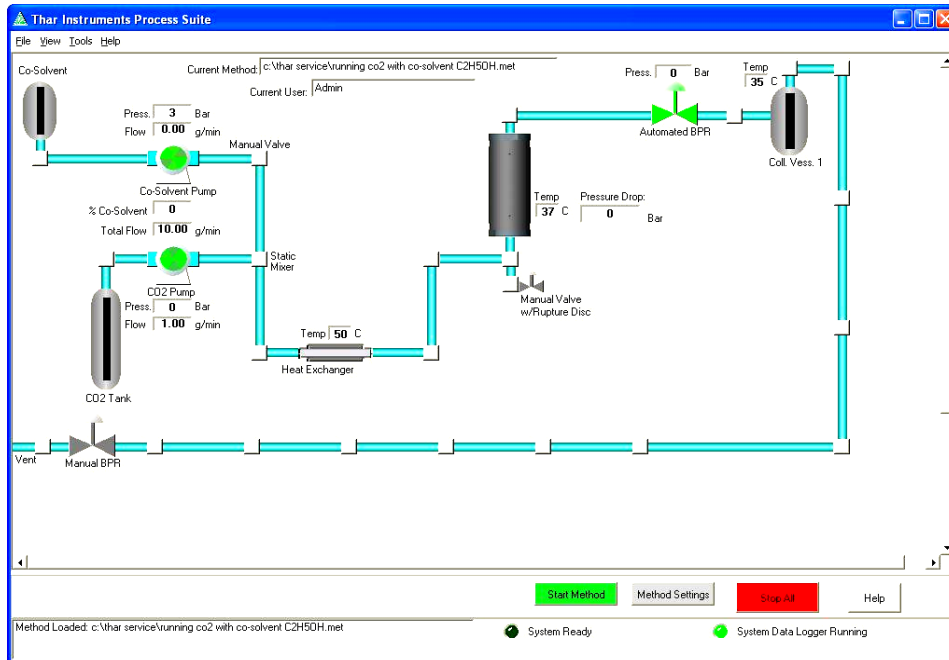 Thar Instruments Process Suite
File View Tools Help
Co-Solvent
Current Method: c:\thar service\running co2 with co-solvent C2H5OH.met
Current User: Admin
Press. 3 Bar
Flow 0.00 g/min
Manual Valve
Co-Solvent Pump
% Co-Solvent 0
Total Flow 10.00 g/min
Static
Mixer
CO2 Pump
Press. 0 Bar
Flow 1.00 g/min
CO2 Tank
Temp 50 C
Heat Exchanger
Temp
37 C
Pressure Drop:
0 Bar
Manual Valve
w/Rupture Disc
Press. 0 Bar
Automated BPR
Temp
35 C
Coll. Vess. 1
Vent
Manual BPR
Start Method
Method Settings
Stop All
Help
Method Loaded: c:\thar service\running co2 with co-solvent C2H5OH.met
System Ready
System Data Logger Running